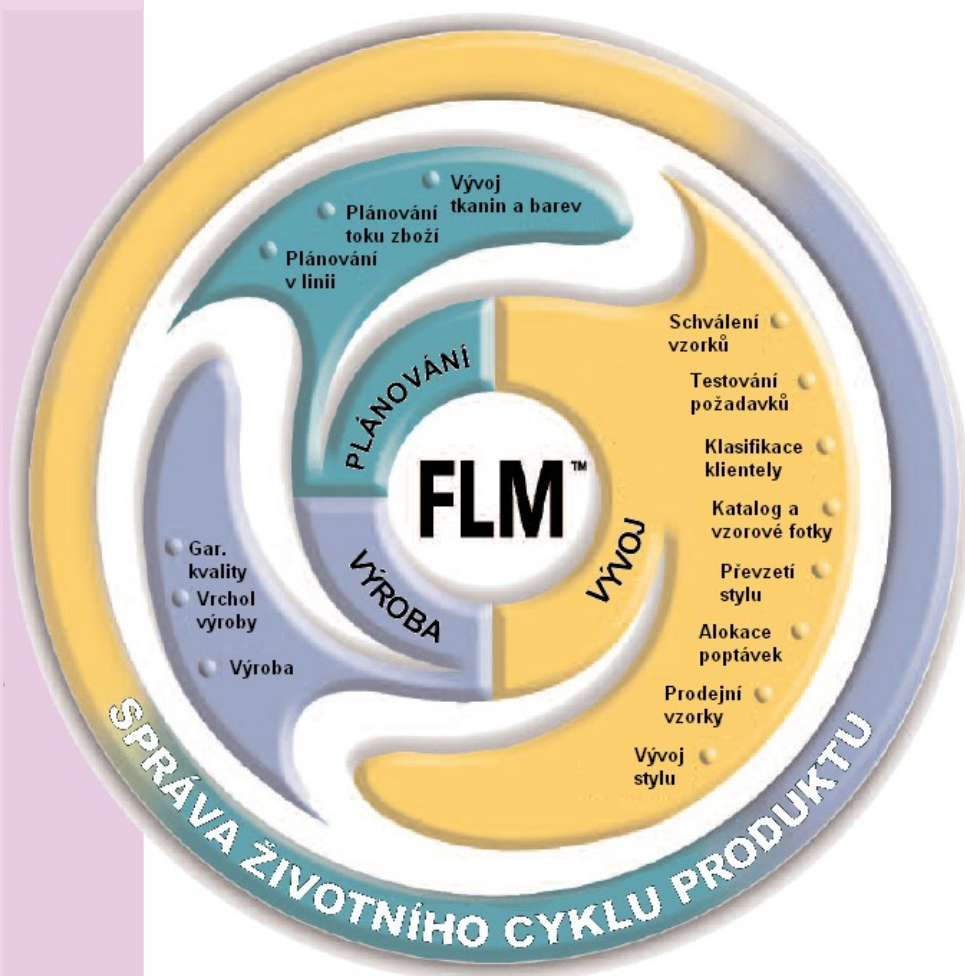 Vývoj
tkanin a barev
Plánování
toku zboží
Plánování
v linii
Schválení
vzorků
Testování
požadavků
Klasifikace
klientely
Katalog a
vzorové fotky
Převzetí
stylu
Alokace
poptávek
Prodejní
vzorky
Vývoj
stylu
Gar.
kvality
Vrchol
výroby
Výroba
PLÁNOVÁNÍ
FLM™
VÝVOJ
VÝROBA
SPRÁVA ŽIVOTNÍHO CYKLU PRODUKTU